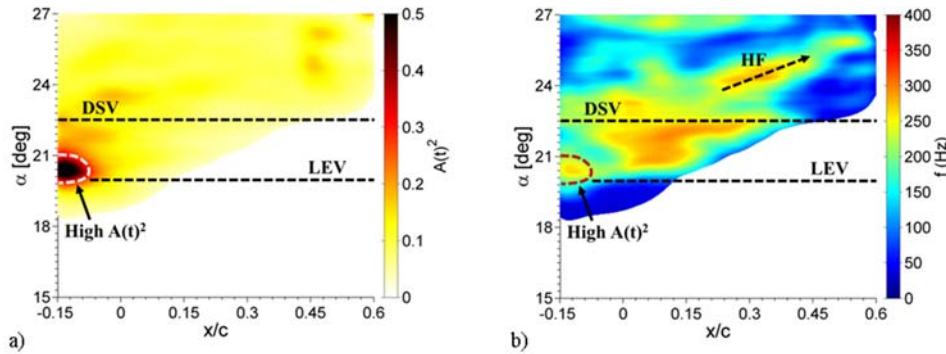 27
24
21
18
15
α [deg]
DSV
LEV
High A(t)²
-0.15
0
0.15
0.3
0.45
0.6
x/c
0.5
0.4
0.3
0.2
0.1
0
A(t)²
a)
27
24
21
18
15
α [deg]
HF
DSV
LEV
High A(t)²
-0.15
0
0.15
0.3
0.45
0.6
x/c
400
350
300
250
200
150
100
50
0
f (Hz)
b)